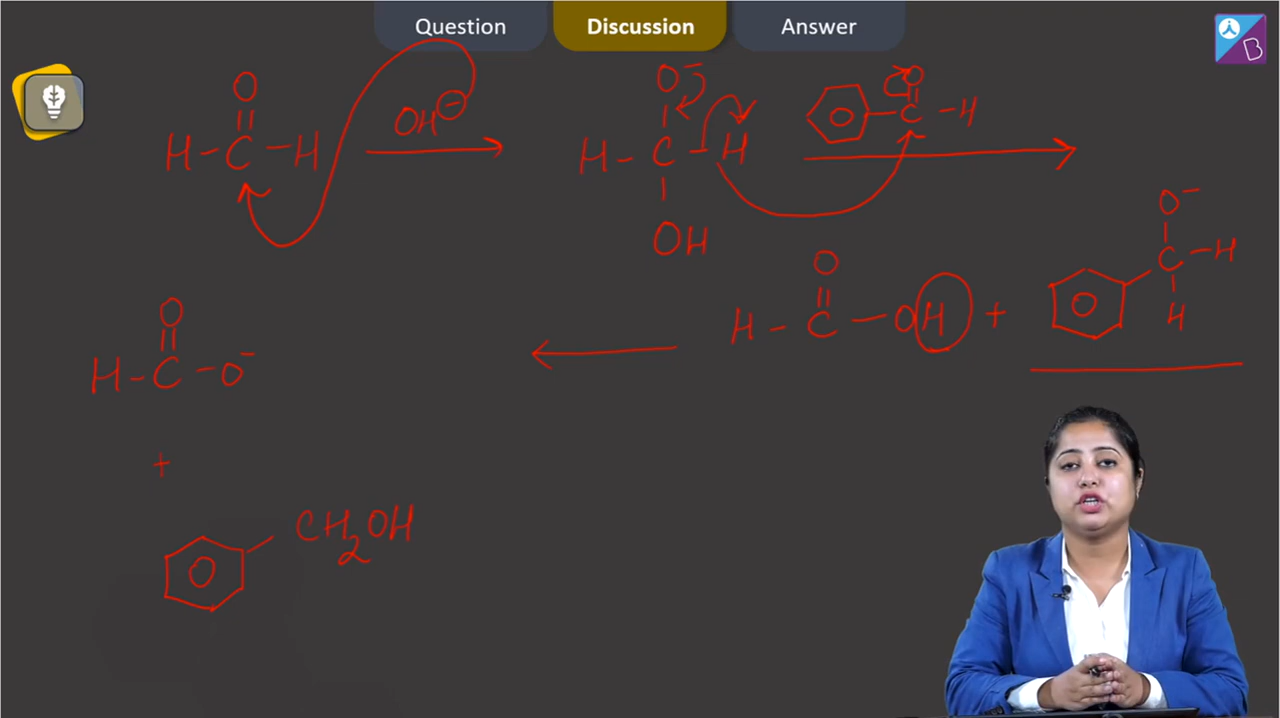 Question Discussion Answer
B
O
H-C-H
OH⊖
O⁻
H-C-H
OH
O
C-H
O
H-C-OH +
O⁻
C-H
H
O
H-C-O⁻
+
CH₂OH